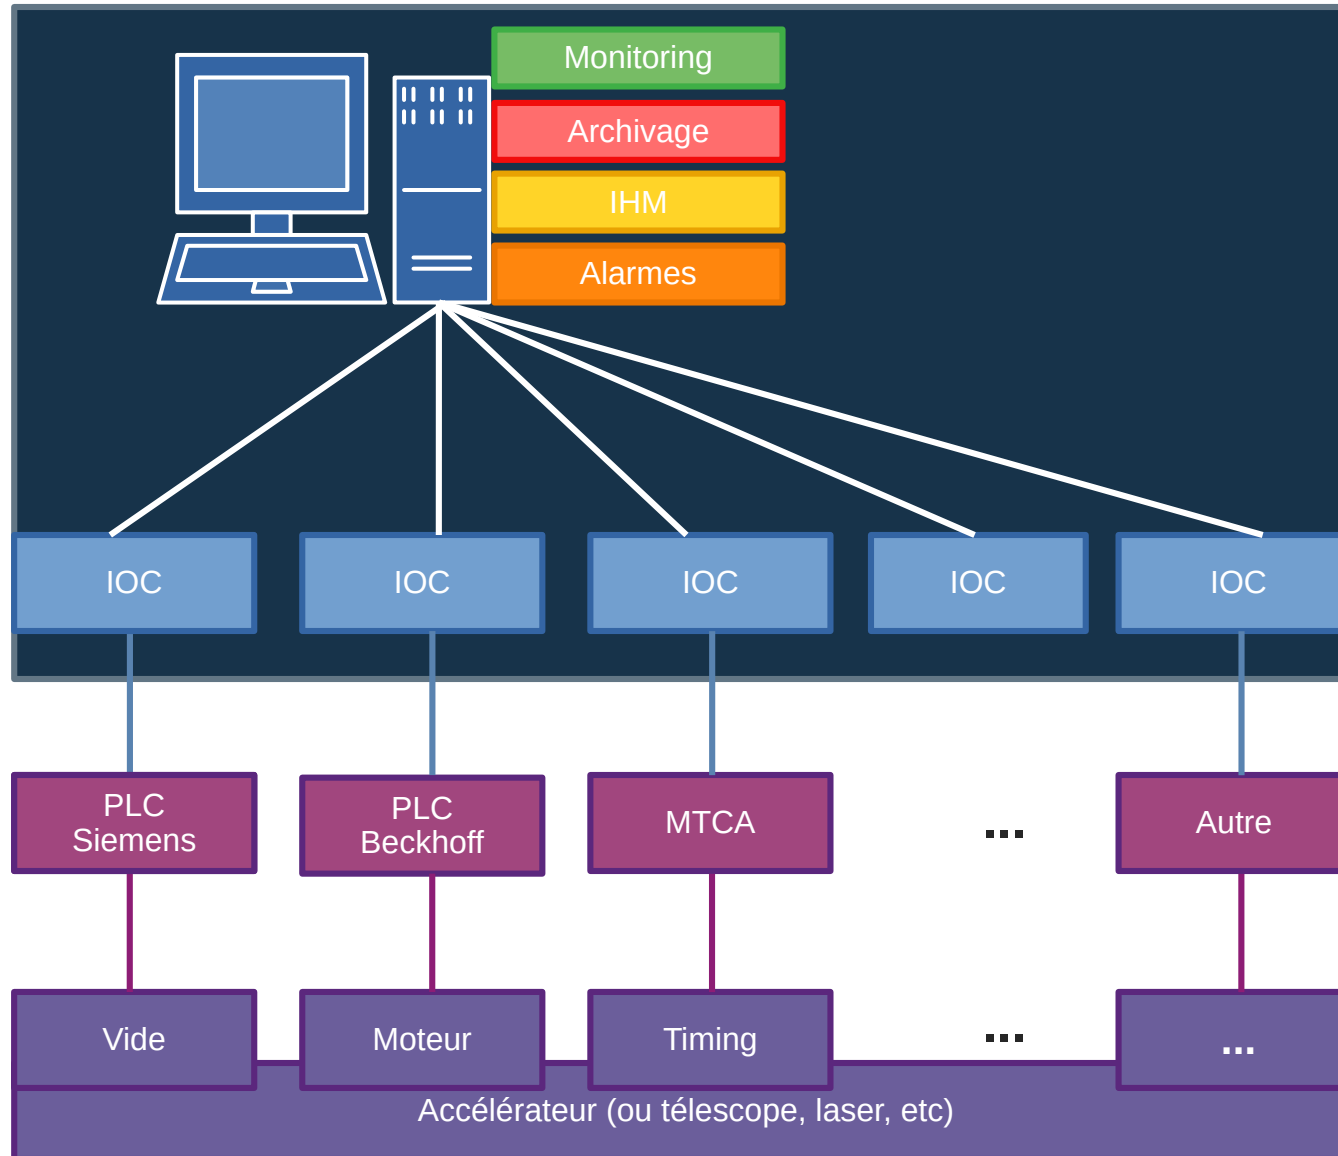 Monitoring
Archivage
IHM
Alarmes
IOC
IOC
IOC
IOC
IOC
PLC
Siemens
PLC
Beckhoff
MTCA
...
Autre
Vide
Moteur
Timing
...
...
Accélérateur (ou télescope, laser, etc)